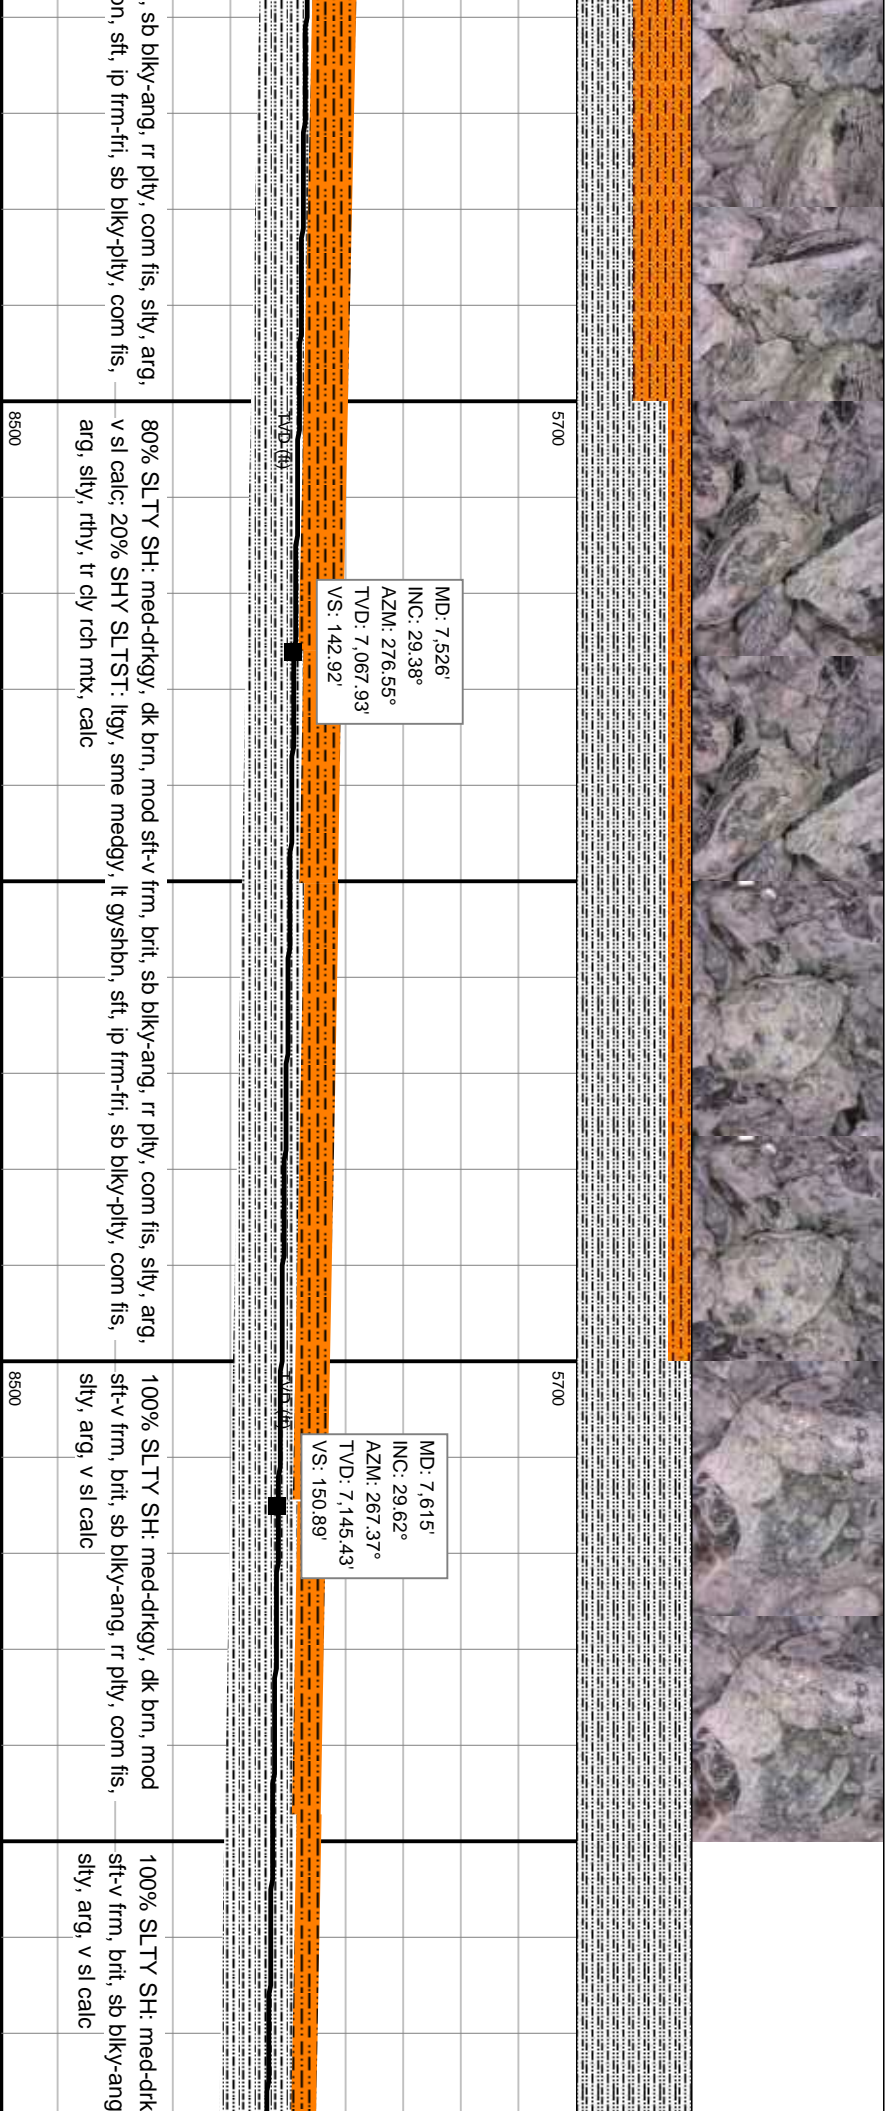 , sb blky-ang, rr plty, com fis, slty, arg,
on, sft, ip frm-fri, sb blky-plty, com fis,
8500
TVD (ft)
5700
80% SLTY SH: med-drkgy, dk brn, mod sft-v frm, brit, sb blky-ang, rr plty, com fis, slty, arg,
v sl calc; 20% SHY SLTST: ltgy, sme medgy, lt gyshbn, sft, ip frm-fri, sb blky-plty, com fis,
arg, slty, rthy, tr cly rch mtx, calc
MD: 7,526'
INC: 29.38°
AZM: 276.55°
TVD: 7,067.93'
VS: 142.92'
8500
TVD (ft)
5700
100% SLTY SH: med-drkgy, dk brn, mod
sft-v frm, brit, sb blky-ang, rr plty, com fis,
slty, arg, v sl calc
MD: 7,615'
INC: 29.62°
AZM: 267.37°
TVD: 7,145.43'
VS: 150.89'
100% SLTY SH: med-drk
sft-v frm, brit, sb blky-ang
slty, arg, v sl calc